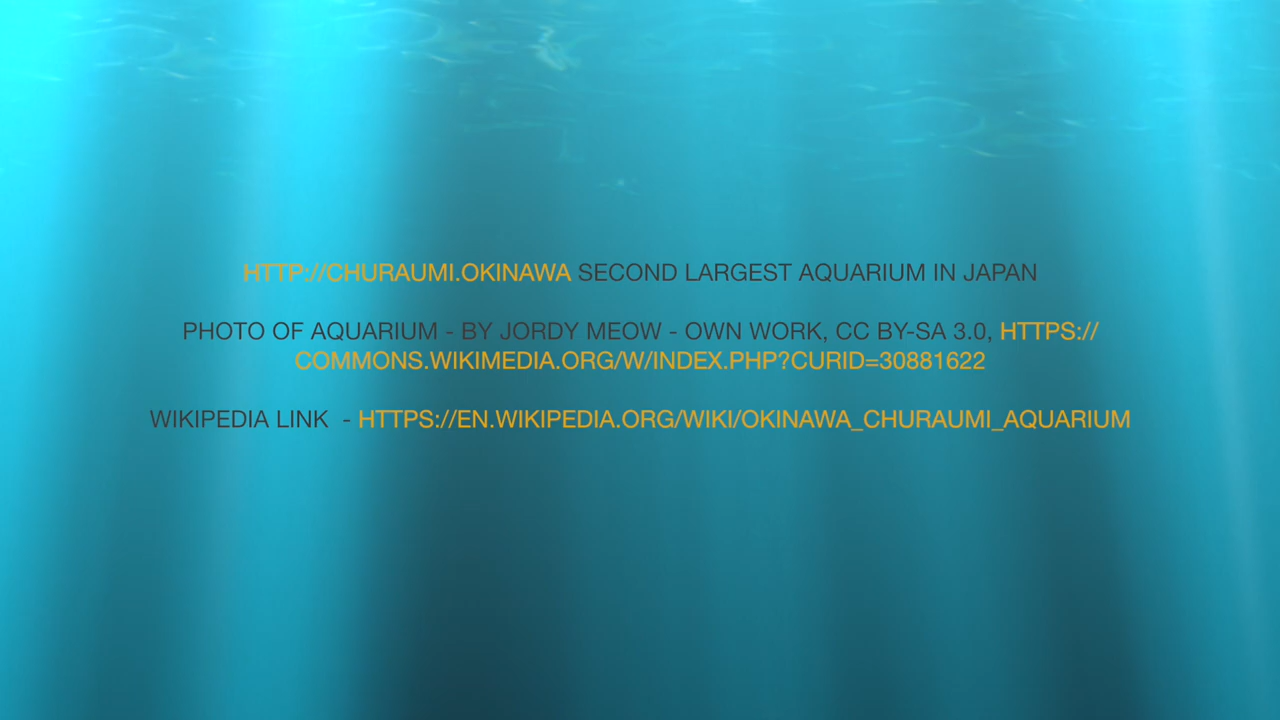 HTTP://CHURAUMI.OKINAWA SECOND LARGEST AQUARIUM IN JAPAN
PHOTO OF AQUARIUM - BY JORDY MEOW - OWN WORK, CC BY-SA 3.0, HTTPS://
COMMONS.WIKIMEDIA.ORG/W/INDEX.PHP?CURID=30881622
WIKIPEDIA LINK  - HTTPS://EN.WIKIPEDIA.ORG/WIKI/OKINAWA_CHURAUMI_AQUARIUM